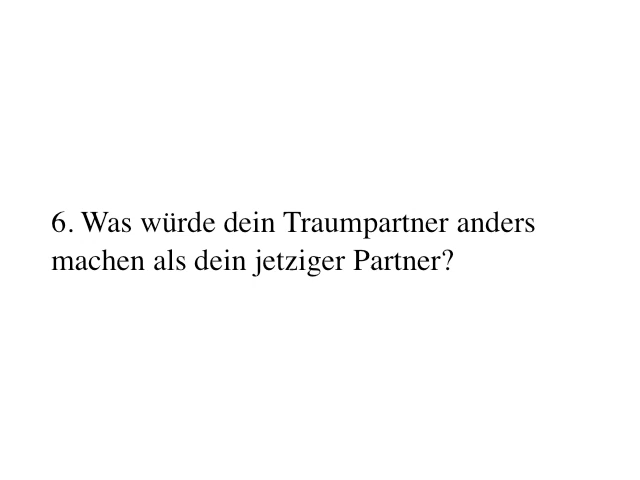 6. Was würde dein Traumpartner anders
machen als dein jetziger Partner?